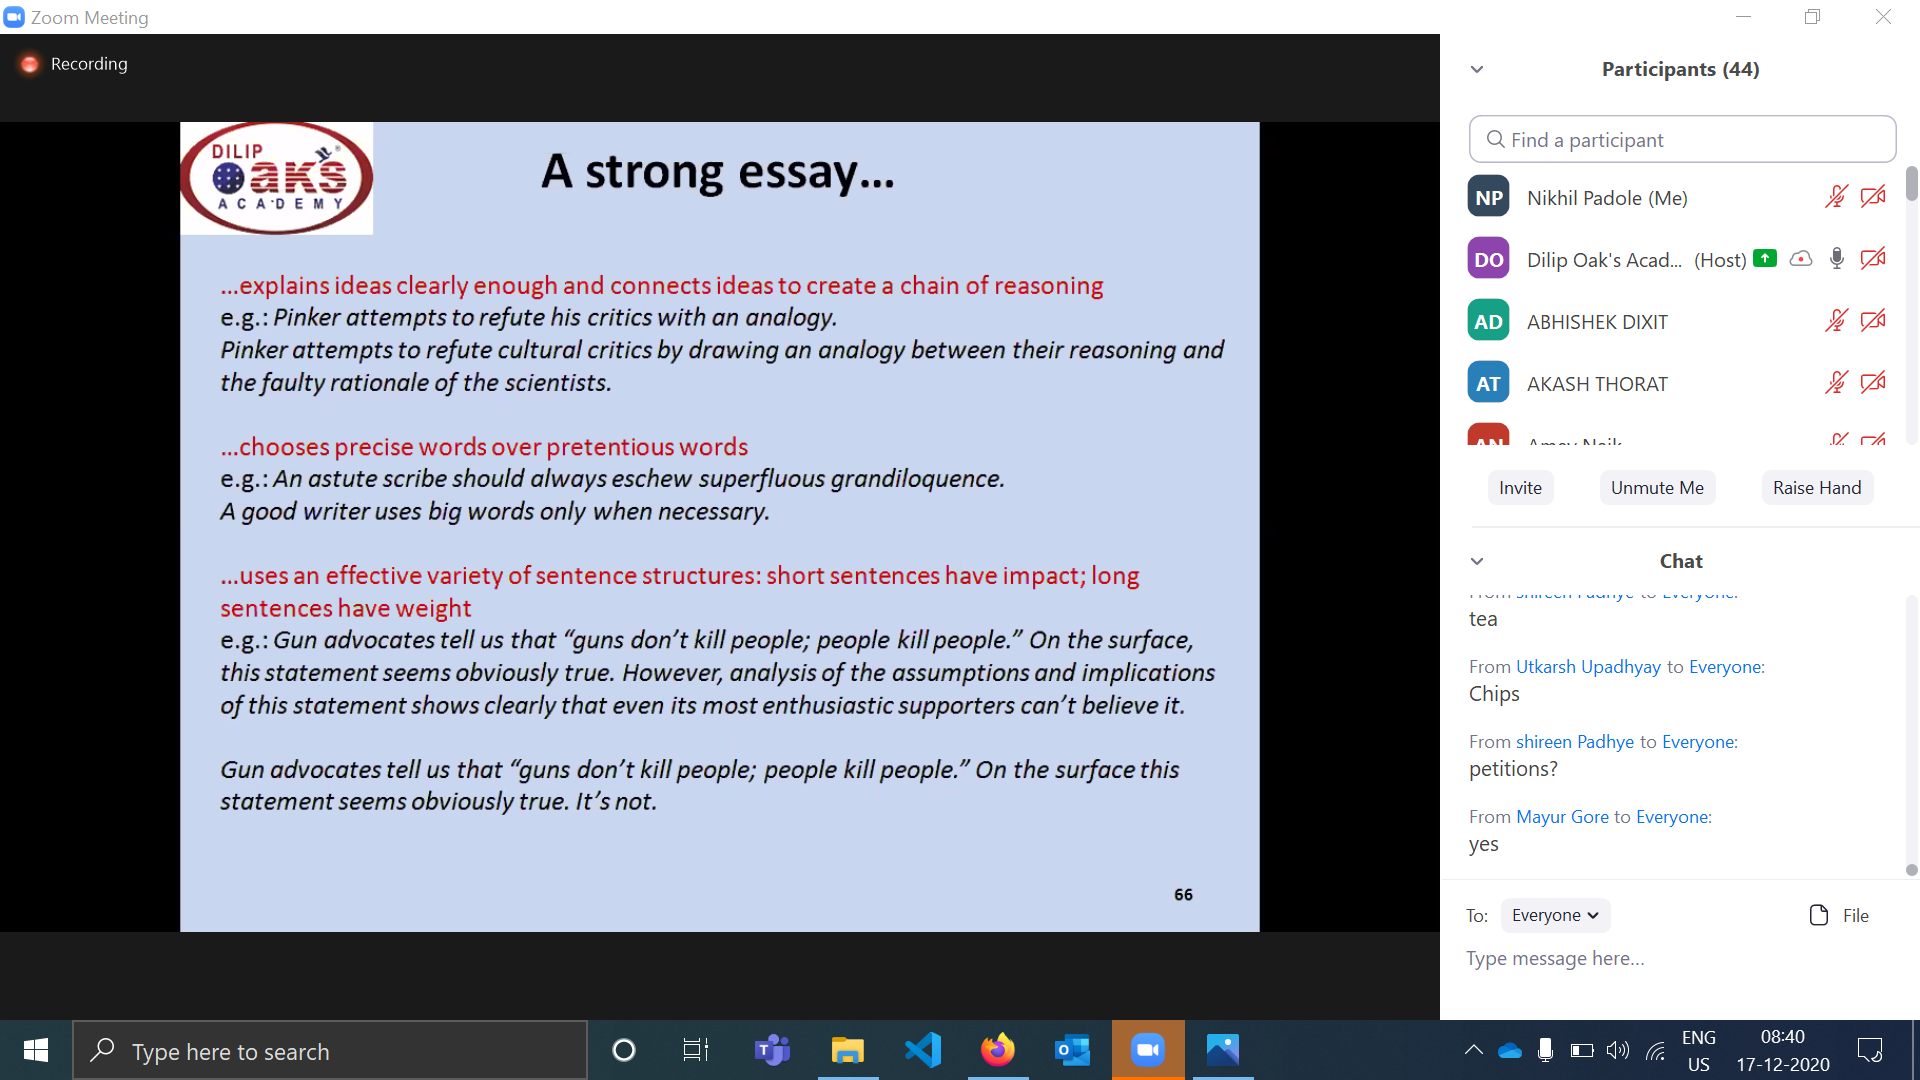 Zoom Meeting
Recording
DILIP
OAKS
ACADEMY
A strong essay...
...explains ideas clearly enough and connects ideas to create a chain of reasoning
e.g.: Pinker attempts to refute his critics with an analogy.
Pinker attempts to refute cultural critics by drawing an analogy between their reasoning and
the faulty rationale of the scientists.
...chooses precise words over pretentious words
e.g.: An astute scribe should always eschew superfluous grandiloquence.
A good writer uses big words only when necessary.
...uses an effective variety of sentence structures: short sentences have impact; long
sentences have weight
e.g.: Gun advocates tell us that “guns don’t kill people; people kill people.” On the surface,
this statement seems obviously true. However, analysis of the assumptions and implications
of this statement shows clearly that even its most enthusiastic supporters can’t believe it.
Gun advocates tell us that “guns don’t kill people; people kill people.” On the surface this
statement seems obviously true. It’s not.
66
Participants (44)
Find a participant
NP Nikhil Padole (Me)
DO Dilip Oak's Acad... (Host)
AD ABHISHEK DIXIT
AT AKASH THORAT
AN Amey Naik
Invite Unmute Me Raise Hand
Chat
From shireen Padhye to Everyone:
tea
From Utkarsh Upadhyay to Everyone:
Chips
From shireen Padhye to Everyone:
petitions?
From Mayur Gore to Everyone:
yes
To: Everyone File
Type message here...
Type here to search
ENG 08:40
US 17-12-2020